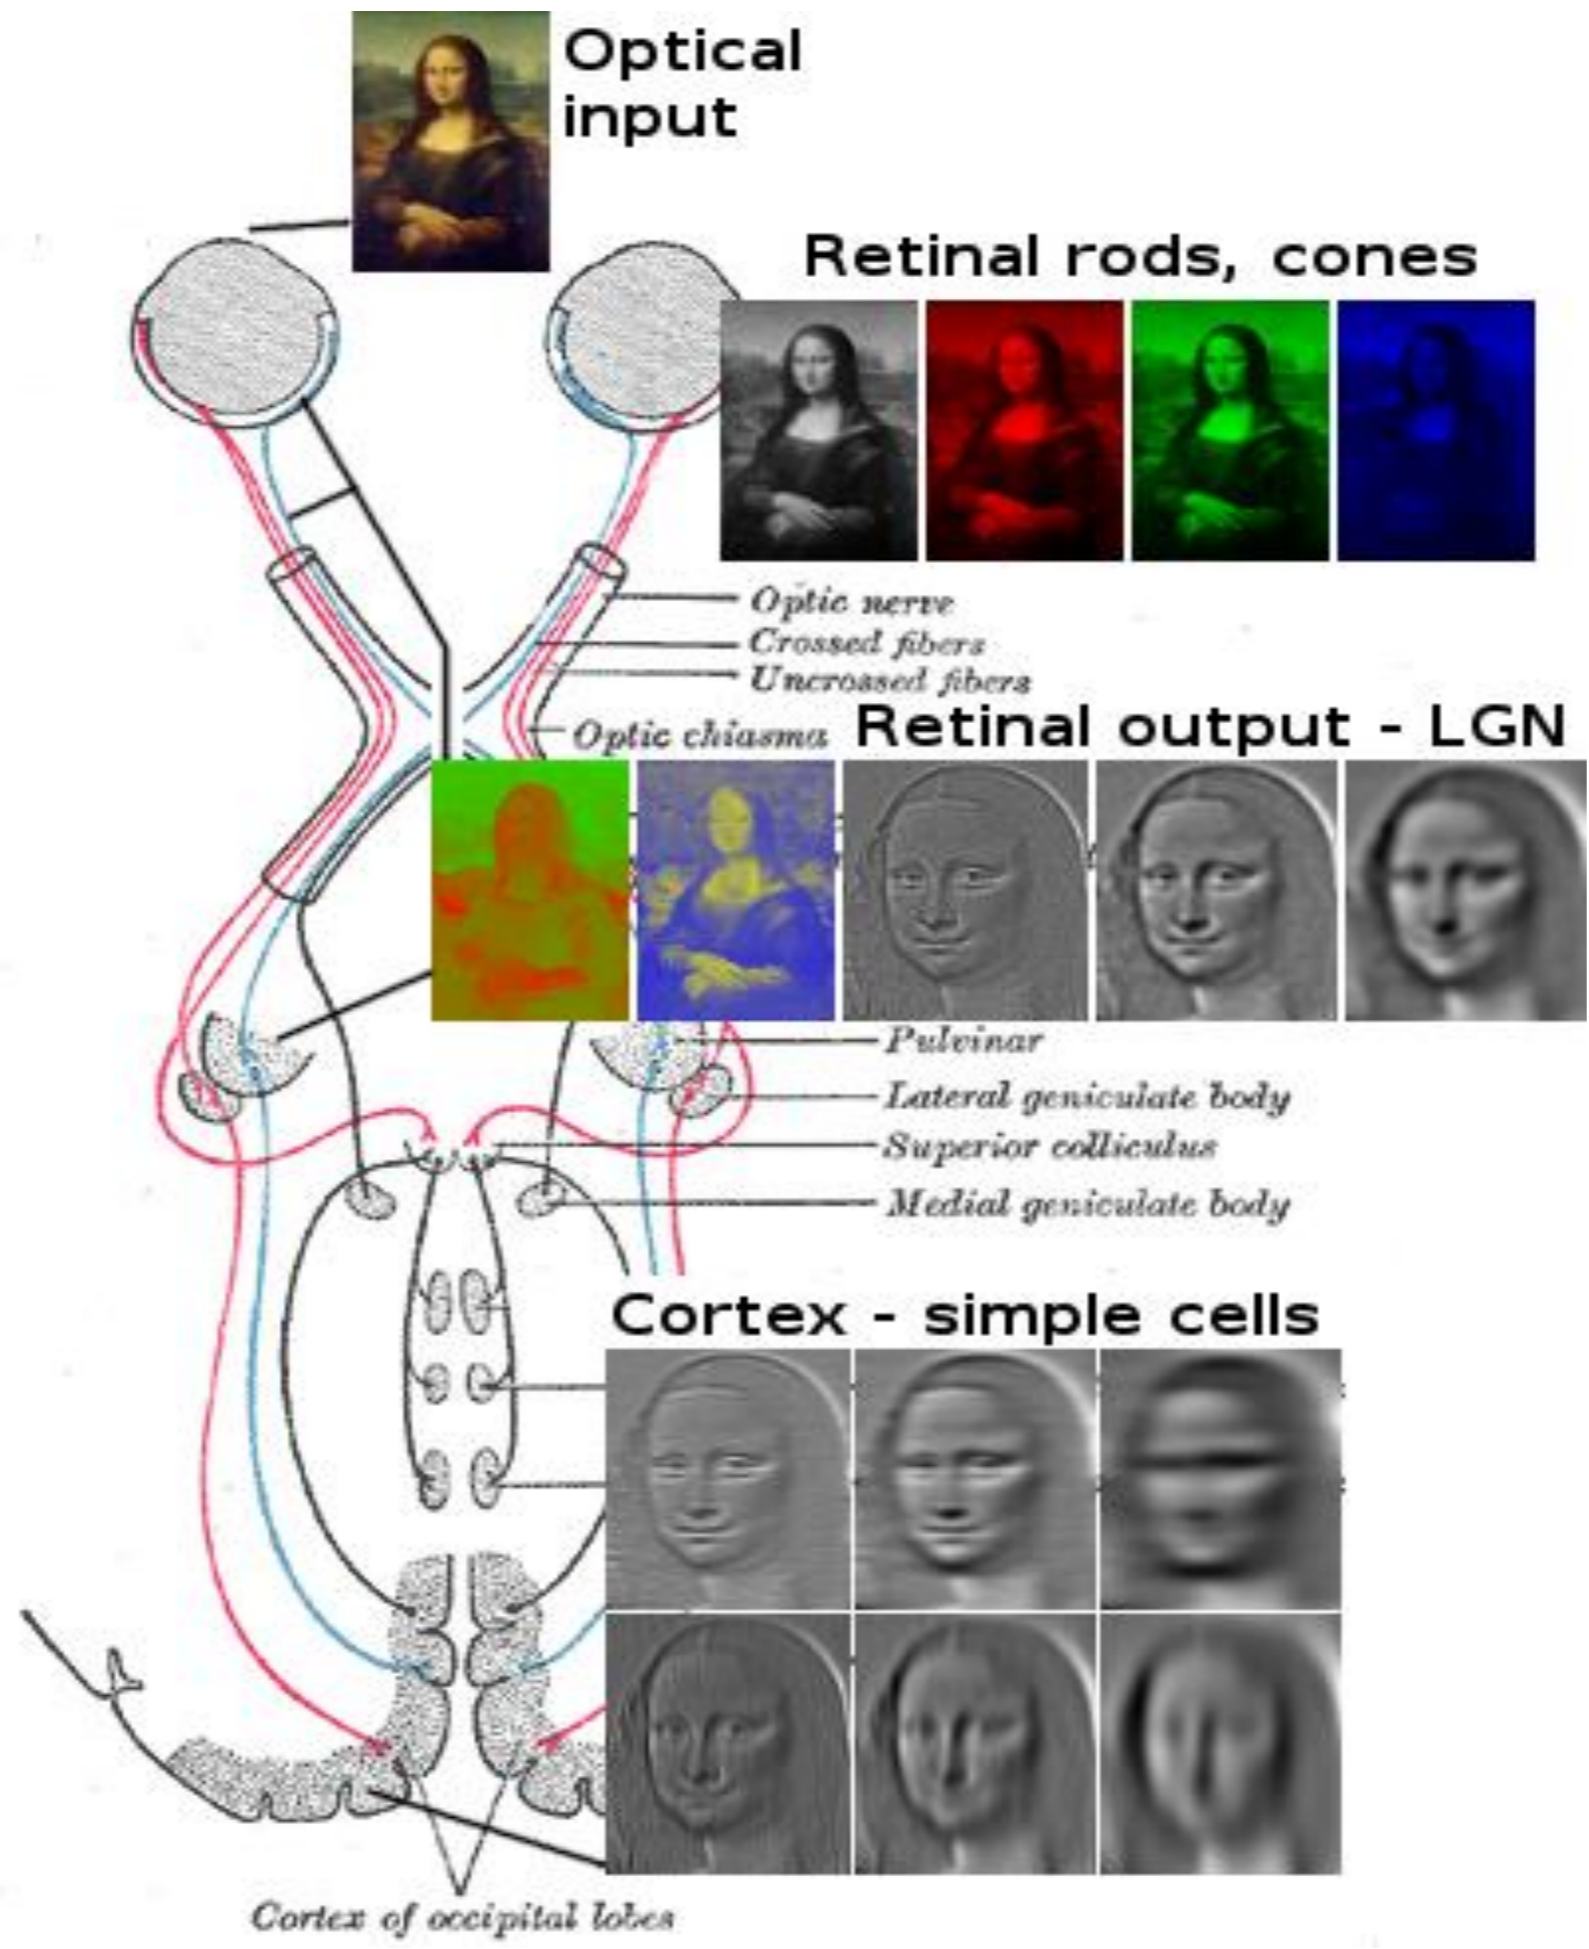 Optical
input
Retinal rods, cones
Optic nerve
Crossed fibers
Uncrossed fibers
Optic chiasma
Retinal output - LGN
Pulvinar
Lateral geniculate body
Superior colliculus
Medial geniculate body
Cortex - simple cells
Cortex of occipital lobes